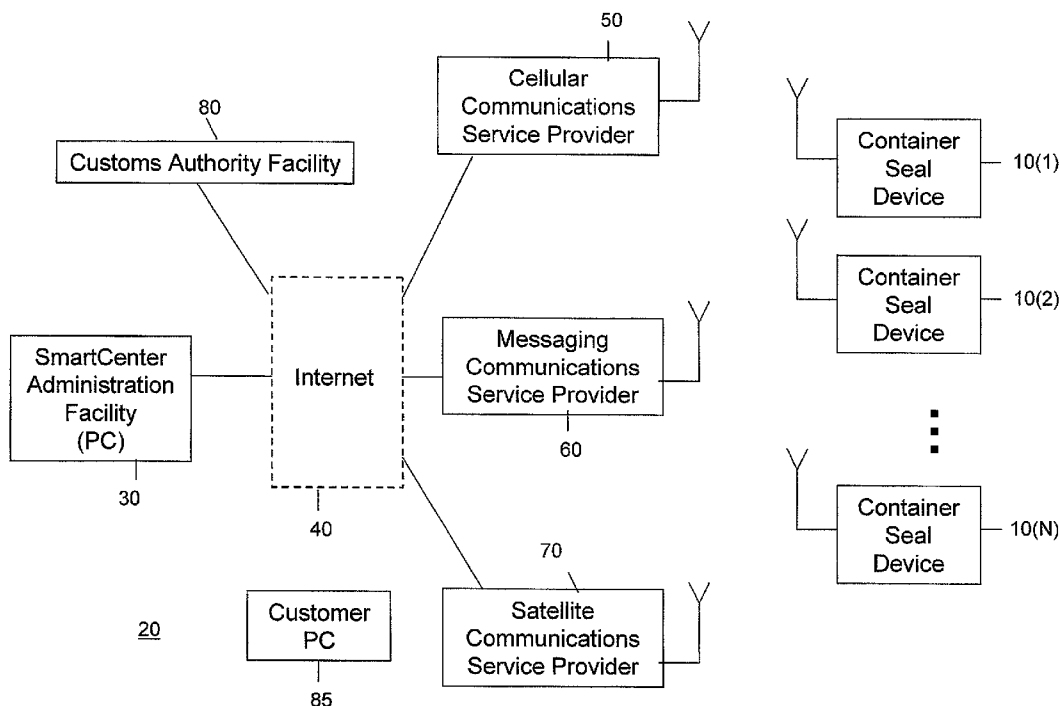 50
Cellular
Communications
Service Provider
80
Customs Authority Facility
Container
Seal
Device
10(1)
Container
Seal
Device
10(2)
SmartCenter
Administration
Facility
(PC)
30
Internet
40
Messaging
Communications
Service Provider
60
Container
Seal
Device
10(N)
70
Satellite
Communications
Service Provider
Customer
PC
85
20